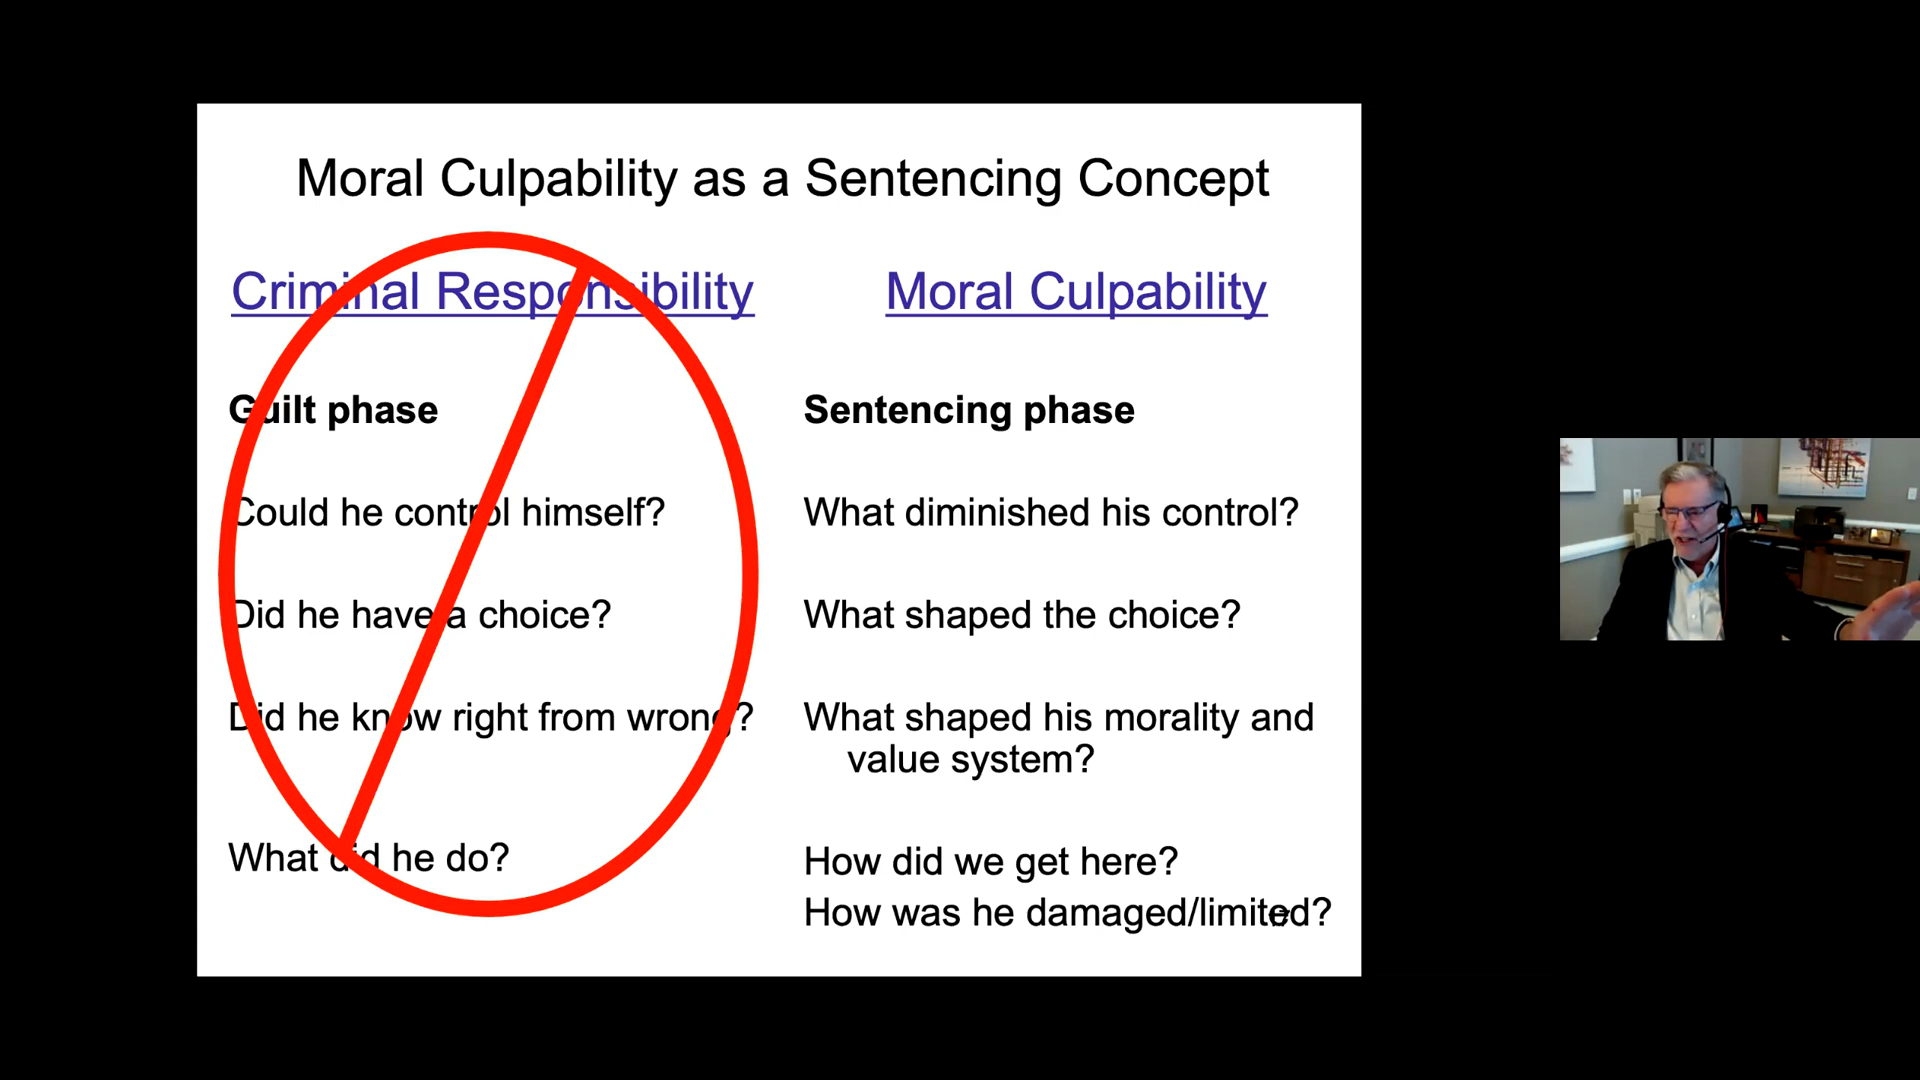 Moral Culpability as a Sentencing Concept
Criminal Responsibility
Guilt phase
Could he control himself?
Did he have a choice?
Did he know right from wrong?
What did he do?
Moral Culpability
Sentencing phase
What diminished his control?
What shaped the choice?
What shaped his morality and
value system?
How did we get here?
How was he damaged/limited?